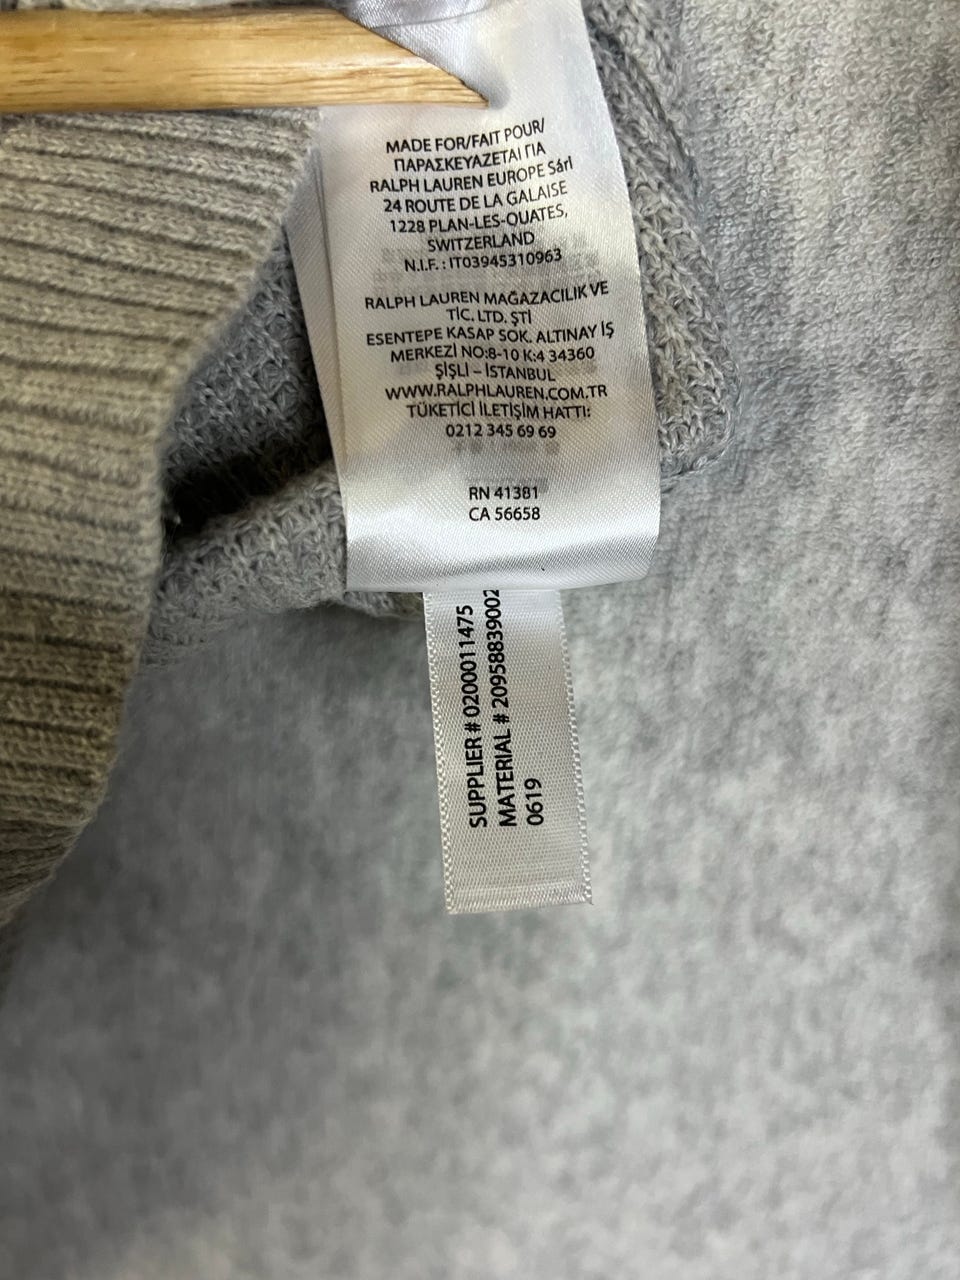 MADE FOR/FAIT POUR/
ΠΑΡΑΣΚΕΥΑΖΕΤΑΙ ΓΙΑ
RALPH LAUREN EUROPE Sárl
24 ROUTE DE LA GALAISE
1228 PLAN-LES-OUATES,
SWITZERLAND
N.I.F. : IT03945310963
RALPH LAUREN MAĞAZACILIK VE
TİC. LTD. ŞTİ
ESENTEPE KASAP SOK. ALTINAY İŞ
MERKEZİ NO:8-10 K:4 34360
ŞİŞLİ – İSTANBUL
WWW.RALPHLAUREN.COM.TR
TÜKETİCİ İLETİŞİM HATTI:
0212 345 69 69
RN 41381
CA 56658
SUPPLIER # 0200011475
MATERIAL # 209588839002
0619